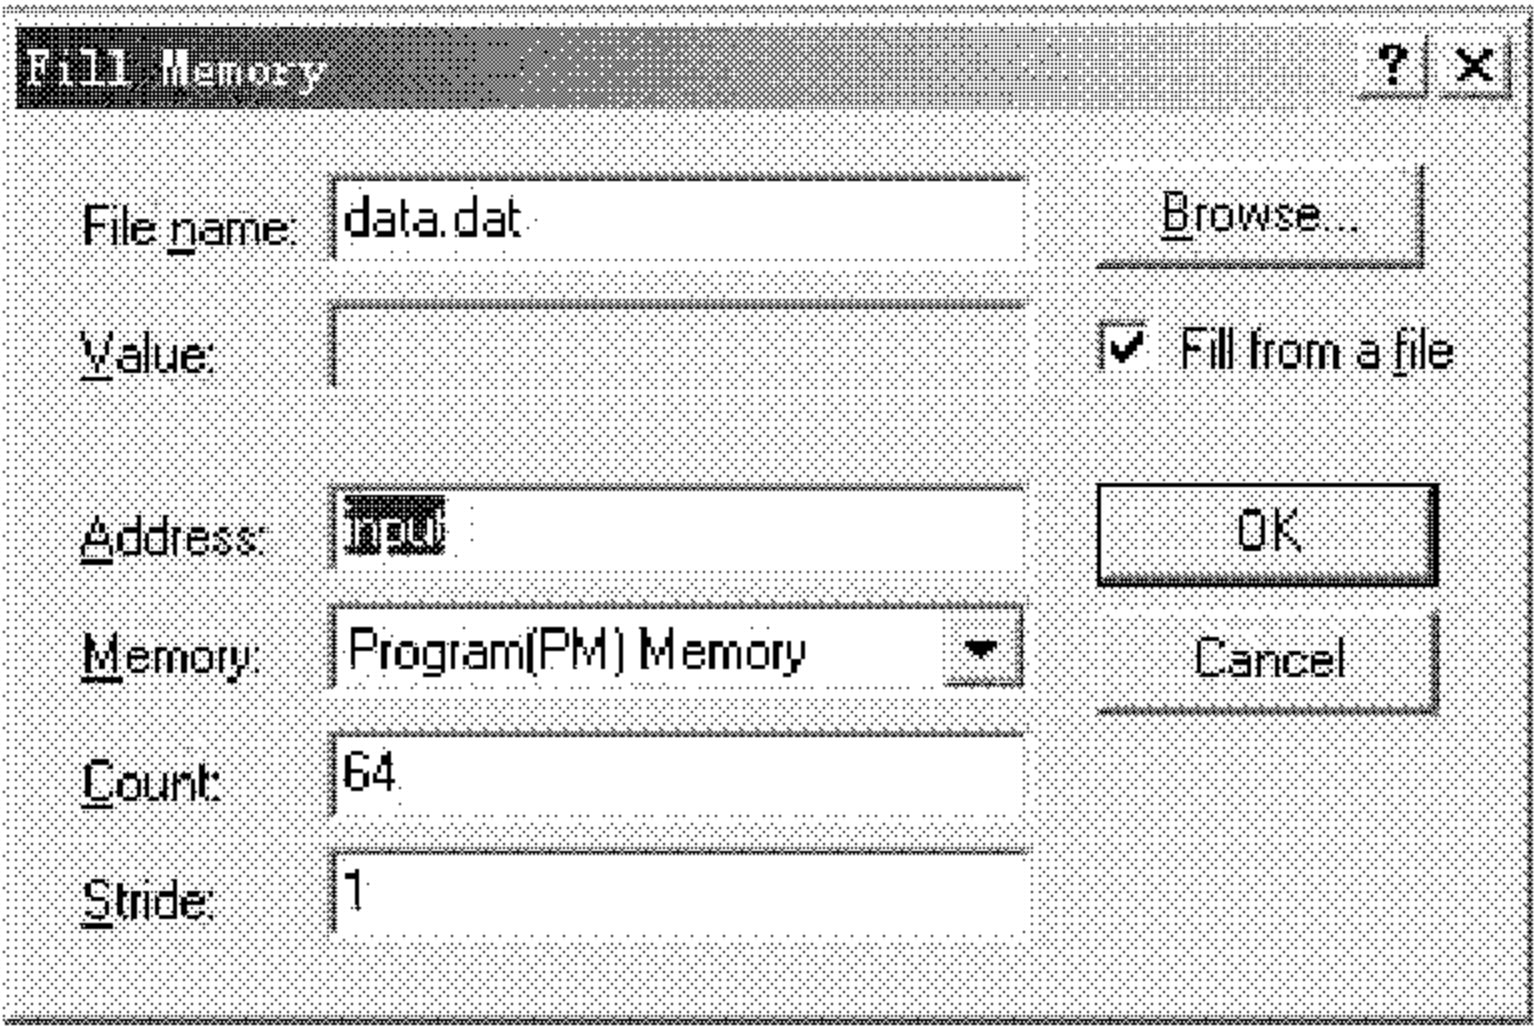 Fill Memory
?
File name: data.dat Browse...
Value: Fill from a file
Address: input OK
Memory: Program(PM) Memory Cancel
Count: 64
Stride: 1